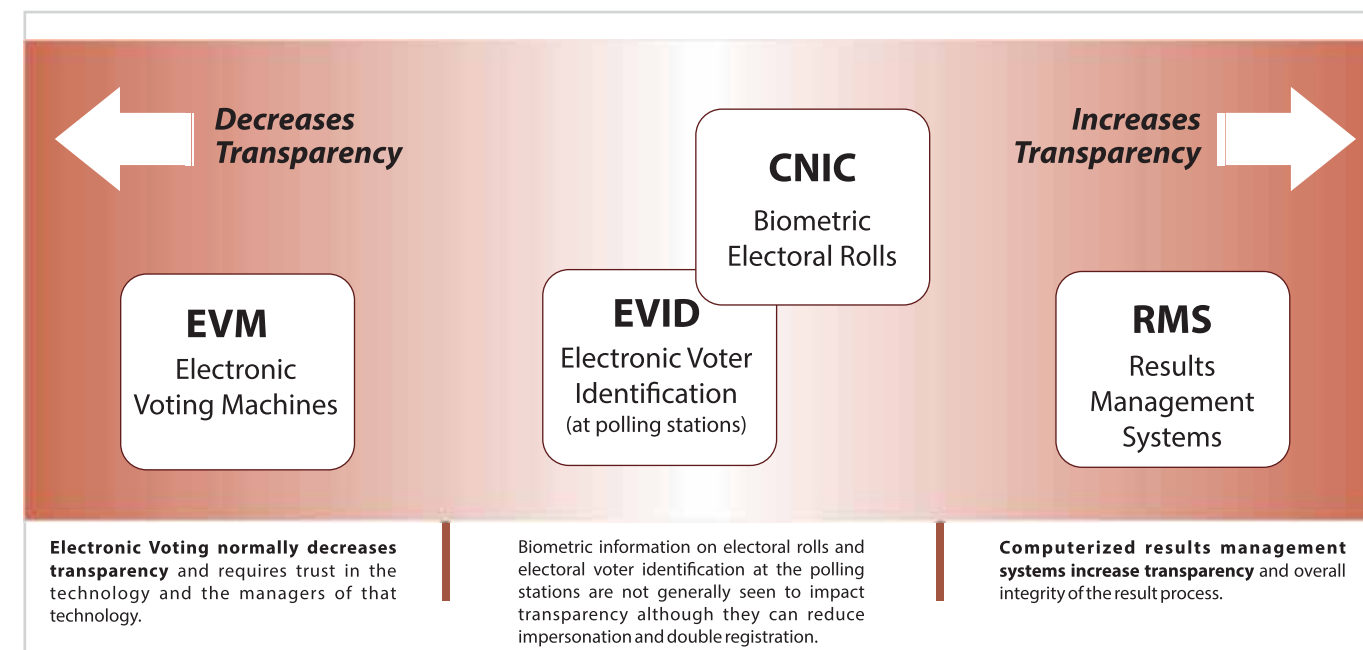 Decreases
Transparency
Increases
Transparency
CNIC
Biometric
Electoral Rolls
EVM
Electronic
Voting Machines
EVID
Electronic Voter
Identification
(at polling stations)
RMS
Results
Management
Systems
Electronic Voting normally decreases
transparency and requires trust in the
technology and the managers of that
technology.
Biometric information on electoral rolls and
electoral voter identification at the polling
stations are not generally seen to impact
transparency although they can reduce
impersonation and double registration.
Computerized results management
systems increase transparency and overall
integrity of the result process.